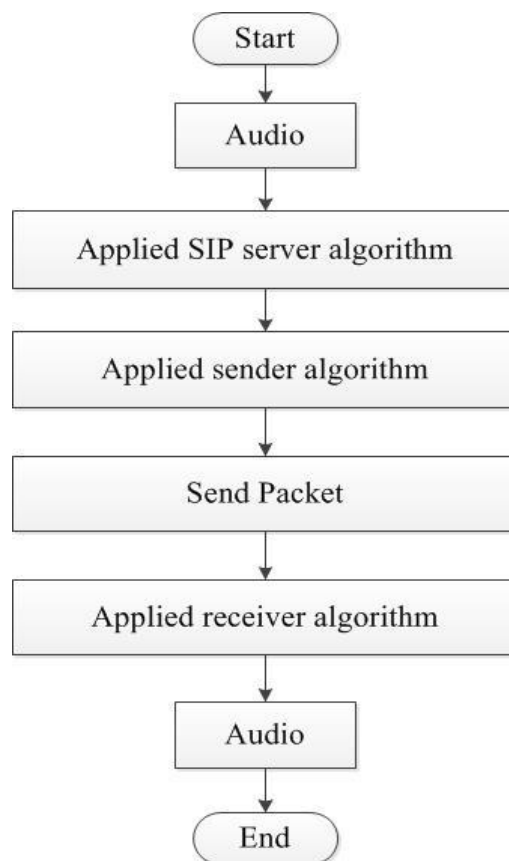 Start
Audio
Applied SIP server algorithm
Applied sender algorithm
Send Packet
Applied receiver algorithm
Audio
End